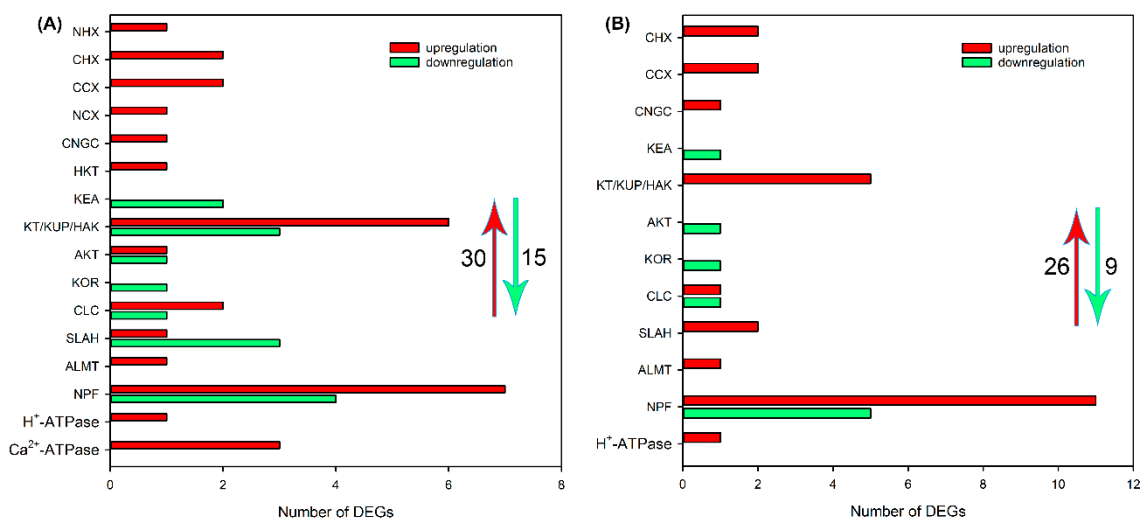 (A)
NHX
CHX
CCX
NCX
CNGC
HKT
KEA
KT/KUP/HAK
AKT
KOR
CLC
SLAH
ALMT
NPF
H⁺-ATPase
Ca²⁺-ATPase
upregulation
downregulation
30 15
0 2 4 6 8
Number of DEGs
(B)
CHX
CCX
CNGC
KEA
KT/KUP/HAK
AKT
KOR
CLC
SLAH
ALMT
NPF
H⁺-ATPase
upregulation
downregulation
26 9
0 2 4 6 8 10 12
Number of DEGs